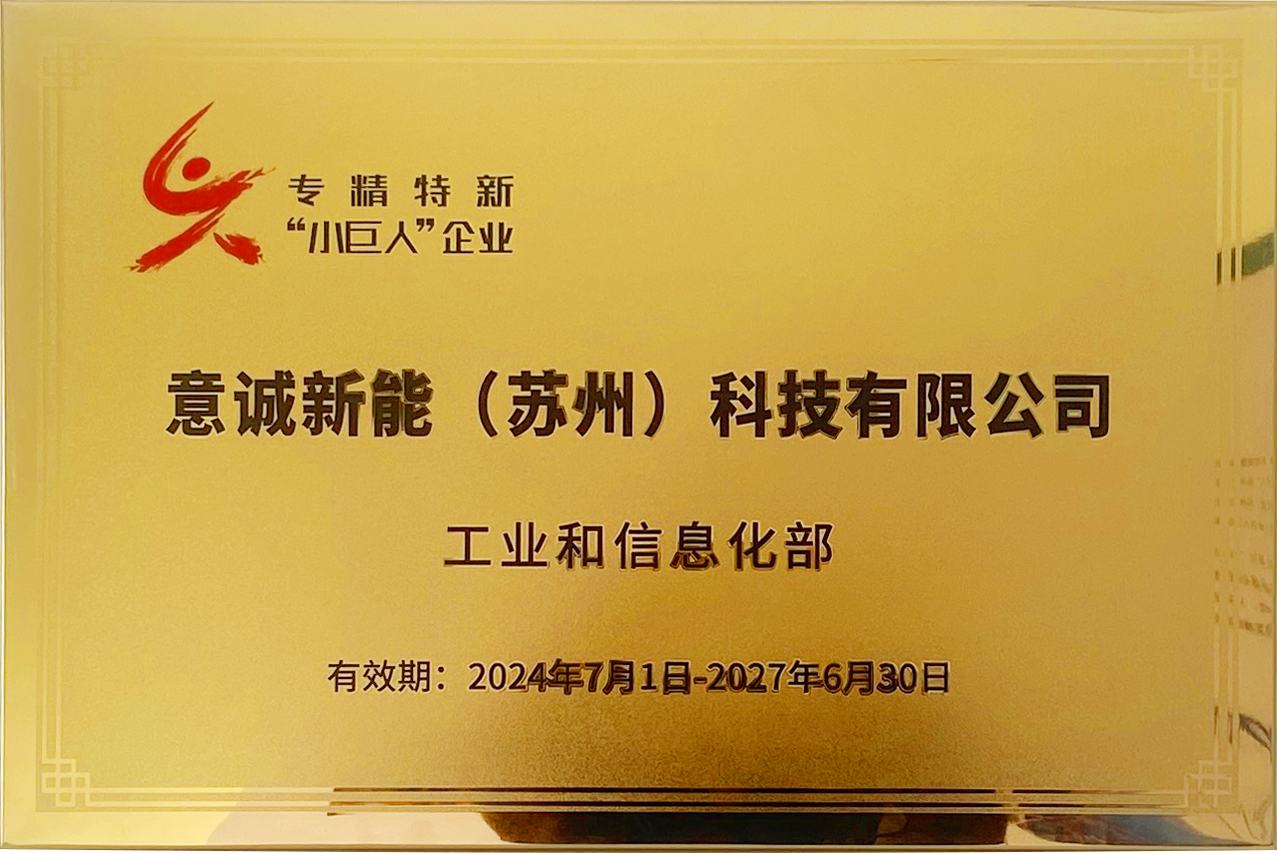 专精特新
“小巨人”企业
意诚新能（苏州）科技有限公司
工业和信息化部
有效期：2024年7月1日-2027年6月30日